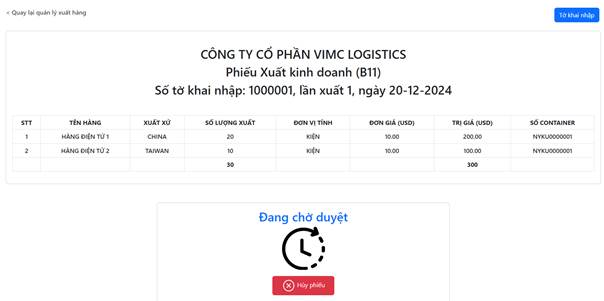 < Quay lại quản lý xuất hàng
Tờ khai nhập
CÔNG TY CỔ PHẦN VIMC LOGISTICS
Phiếu Xuất kinh doanh (B11)
Số tờ khai nhập: 1000001, lần xuất 1, ngày 20-12-2024
STT TÊN HÀNG XUẤT XỨ SỐ LƯỢNG XUẤT ĐƠN VỊ TÍNH ĐƠN GIÁ (USD) TRỊ GIÁ (USD) SỐ CONTAINER
1 HÀNG ĐIỆN TỬ 1 CHINA 20 KIỆN 10.00 200.00 NYKU0000001
2 HÀNG ĐIỆN TỬ 2 TAIWAN 10 KIỆN 10.00 100.00 NYKU0000001
30 300
Đang chờ duyệt
Hủy phiếu